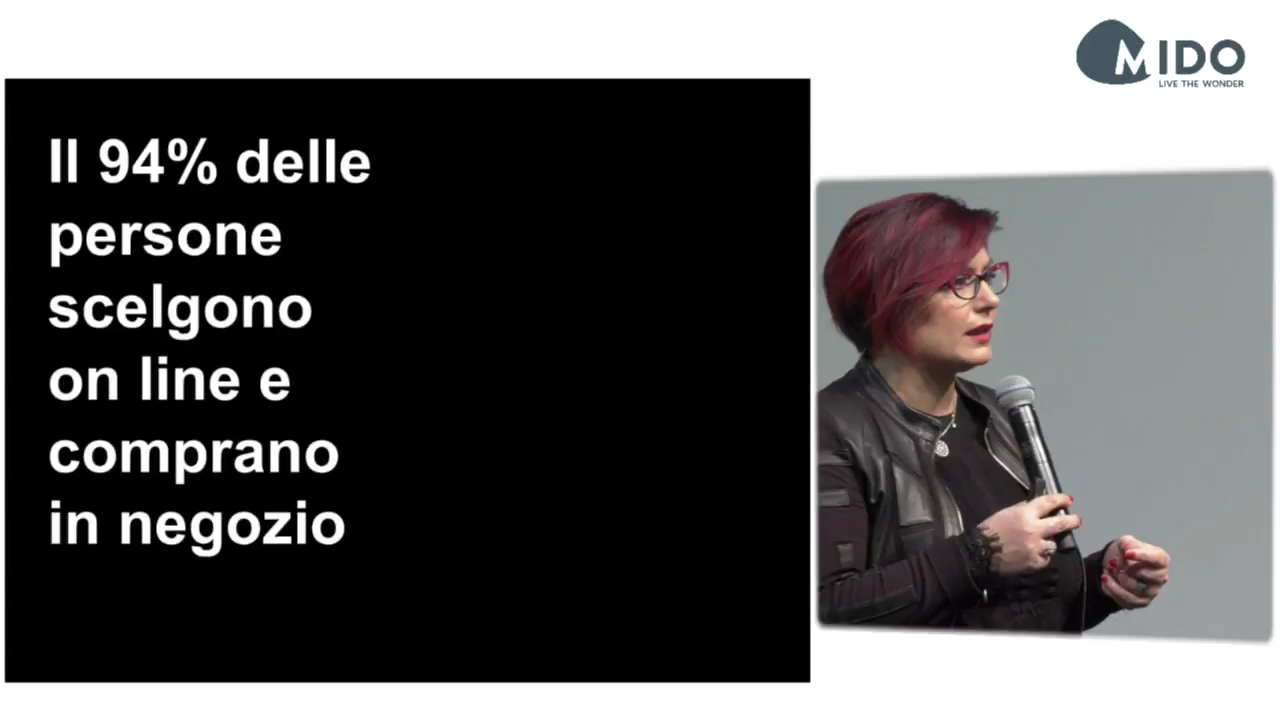 Il 94% delle
persone
scelgono
on line e
comprano
in negozio
MIDO
LIVE THE WONDER